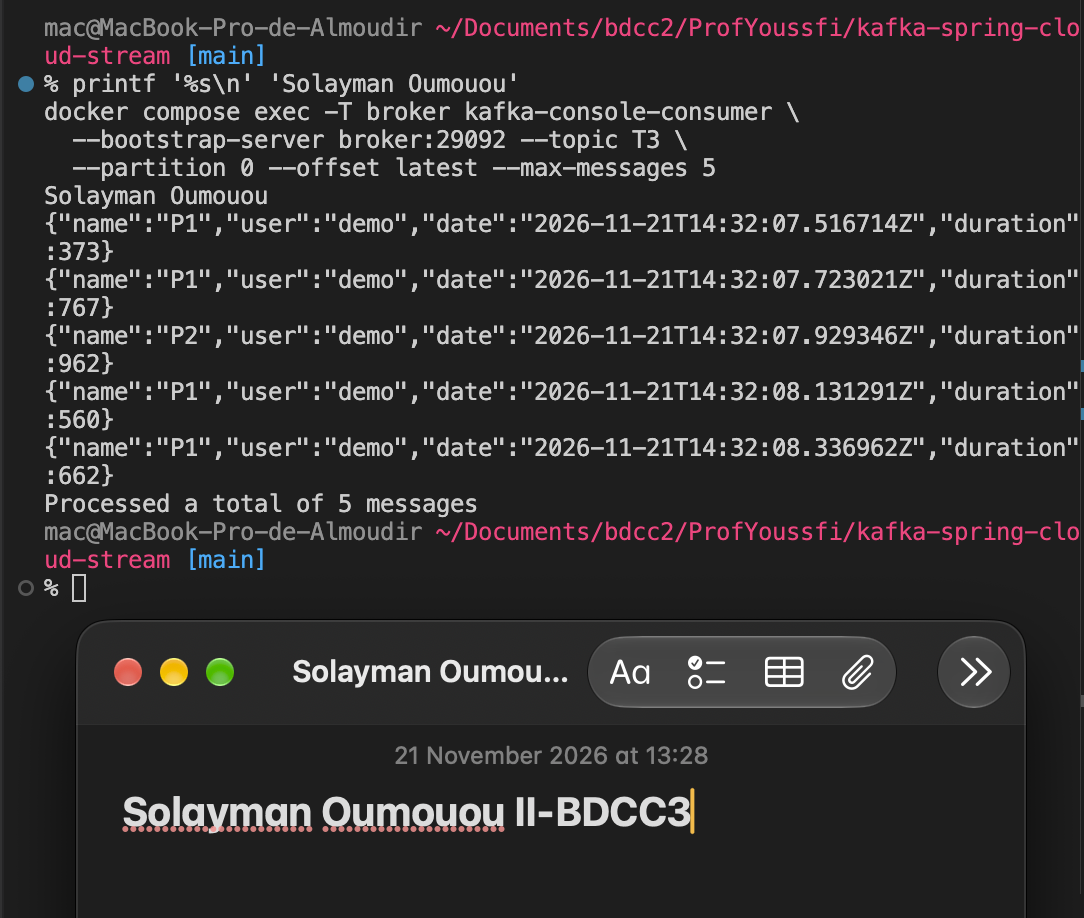 mac@MacBook-Pro-de-Almoudir ~/Documents/bdcc2/ProfYoussfi/kafka-spring-clo
ud-stream [main]
% printf '%s\n' 'Solayman Oumouou'
docker compose exec -T broker kafka-console-consumer \
  --bootstrap-server broker:29092 --topic T3 \
  --partition 0 --offset latest --max-messages 5
Solayman Oumouou
{"name":"P1","user":"demo","date":"2026-11-21T14:32:07.516714Z","duration"
:373}
{"name":"P1","user":"demo","date":"2026-11-21T14:32:07.723021Z","duration"
:767}
{"name":"P2","user":"demo","date":"2026-11-21T14:32:07.929346Z","duration"
:962}
{"name":"P1","user":"demo","date":"2026-11-21T14:32:08.131291Z","duration"
:560}
{"name":"P1","user":"demo","date":"2026-11-21T14:32:08.336962Z","duration"
:662}
Processed a total of 5 messages
mac@MacBook-Pro-de-Almoudir ~/Documents/bdcc2/ProfYoussfi/kafka-spring-clo
ud-stream [main]
%
Solayman Oumou... Aa
21 November 2026 at 13:28
Solayman Oumouou II-BDCC3